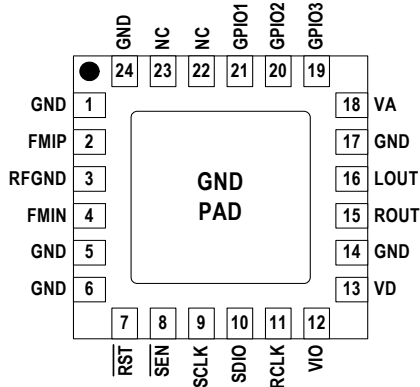 GND NC NC GPIO1 GPIO2 GPIO3
24 23 22 21 20 19
GND 1 18 VA
FMIP 2 17 GND
RFGND 3 16 LOUT
FMIN 4 15 ROUT
GND 5 14 GND
GND 6 13 VD
GND
PAD
7 8 9 10 11 12
RST SEN SCLK SDIO RCLK VIO